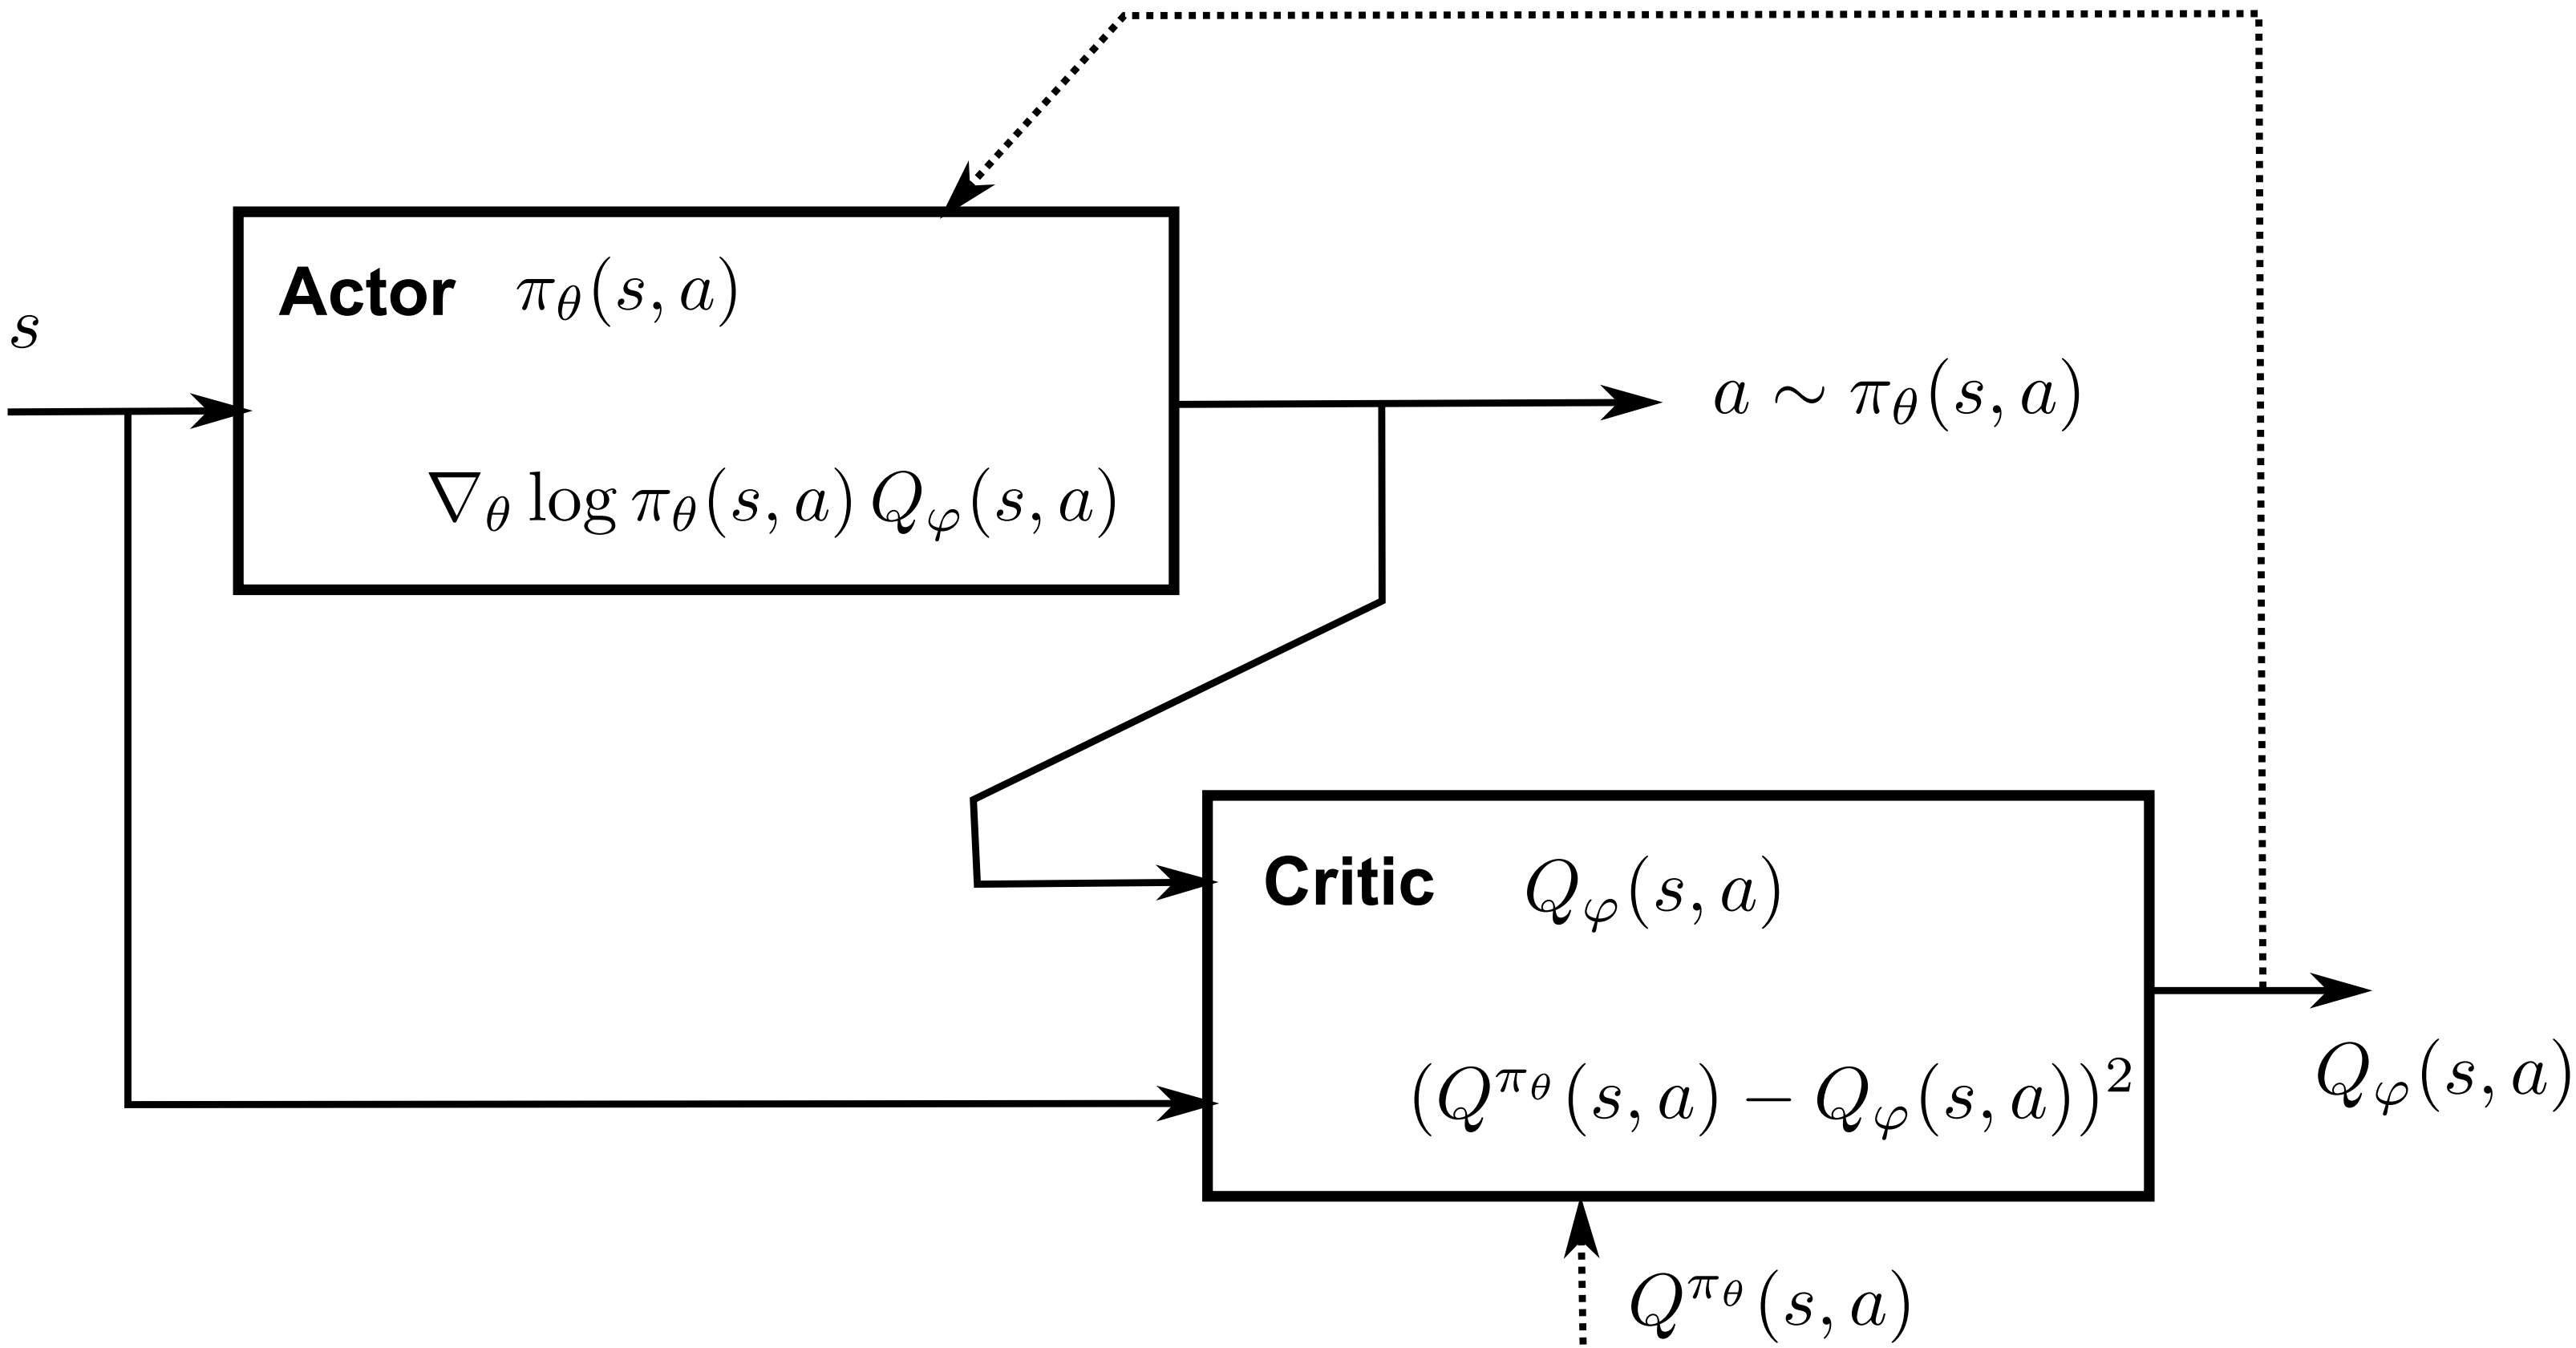 s
Actor π_θ(s, a)
∇_θ log π_θ(s, a) Q_φ(s, a)
a ∼ π_θ(s, a)
Critic Q_φ(s, a)
(Q^{π_θ}(s, a) − Q_φ(s, a))²
Q_φ(s, a)
Q^{π_θ}(s, a)